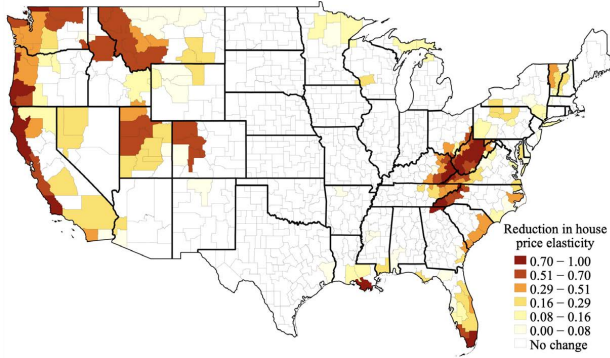 Reduction in house
price elasticity
0.70 – 1.00
0.51 – 0.70
0.29 – 0.51
0.16 – 0.29
0.08 – 0.16
0.00 – 0.08
No change